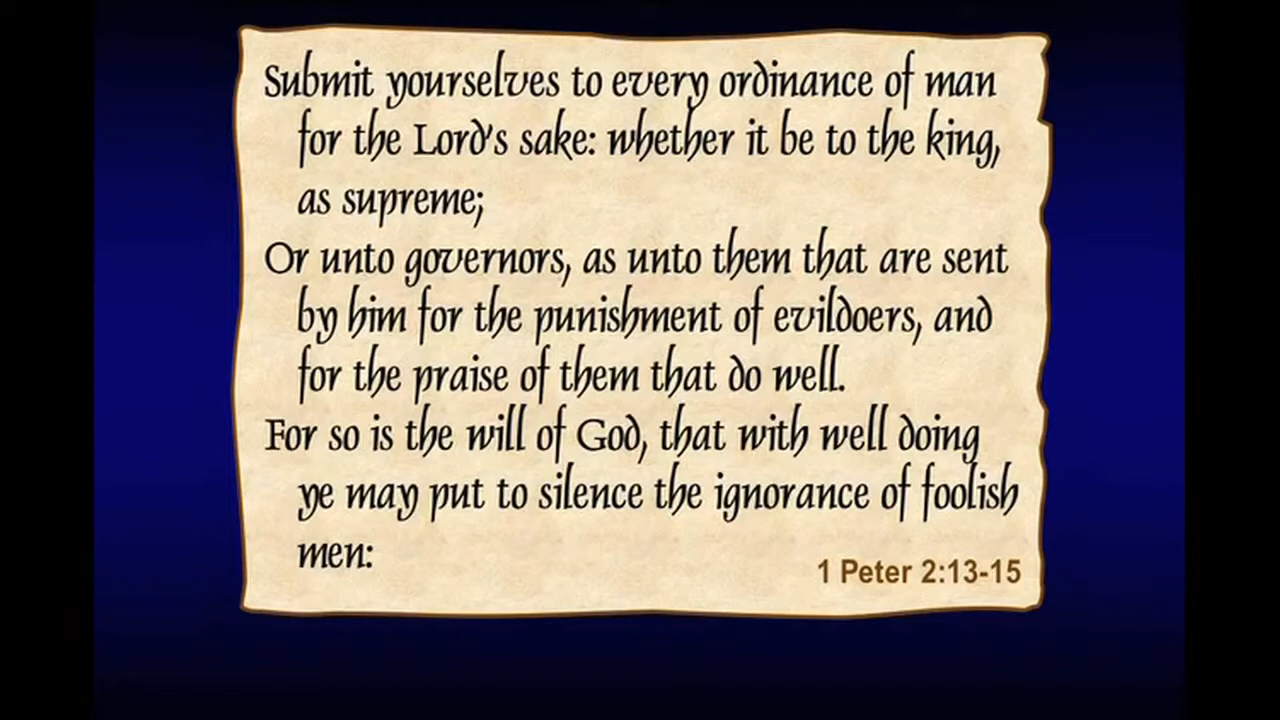 Submit yourselves to every ordinance of man
for the Lord's sake: whether it be to the king,
as supreme;
Or unto governors, as unto them that are sent
by him for the punishment of evildoers, and
for the praise of them that do well.
For so is the will of God, that with well doing
ye may put to silence the ignorance of foolish
men:
1 Peter 2:13-15